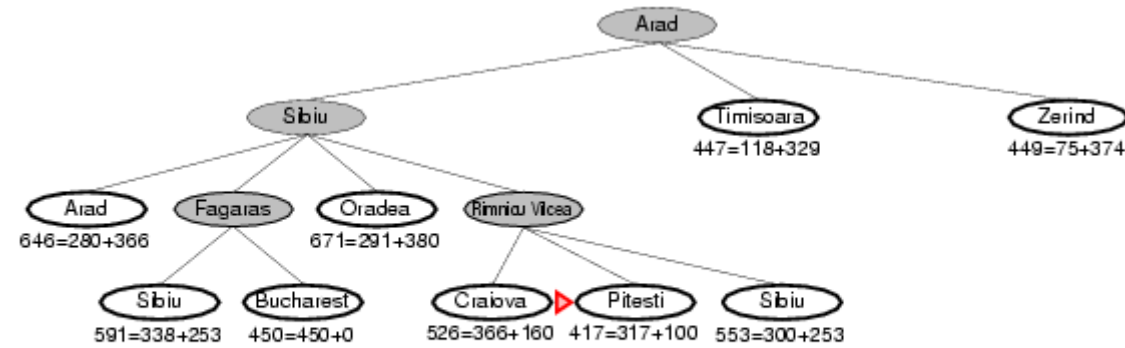 Arad
Sibiu
Timisoara
Zerind
447=118+329
449=75+374
Arad
Fagaras
Oradea
Rimnicu Vilcea
646=280+366
671=291+380
Sibiu
Bucharest
Craiova
Pitesti
Sibiu
591=338+253
450=450+0
526=366+160
417=317+100
553=300+253